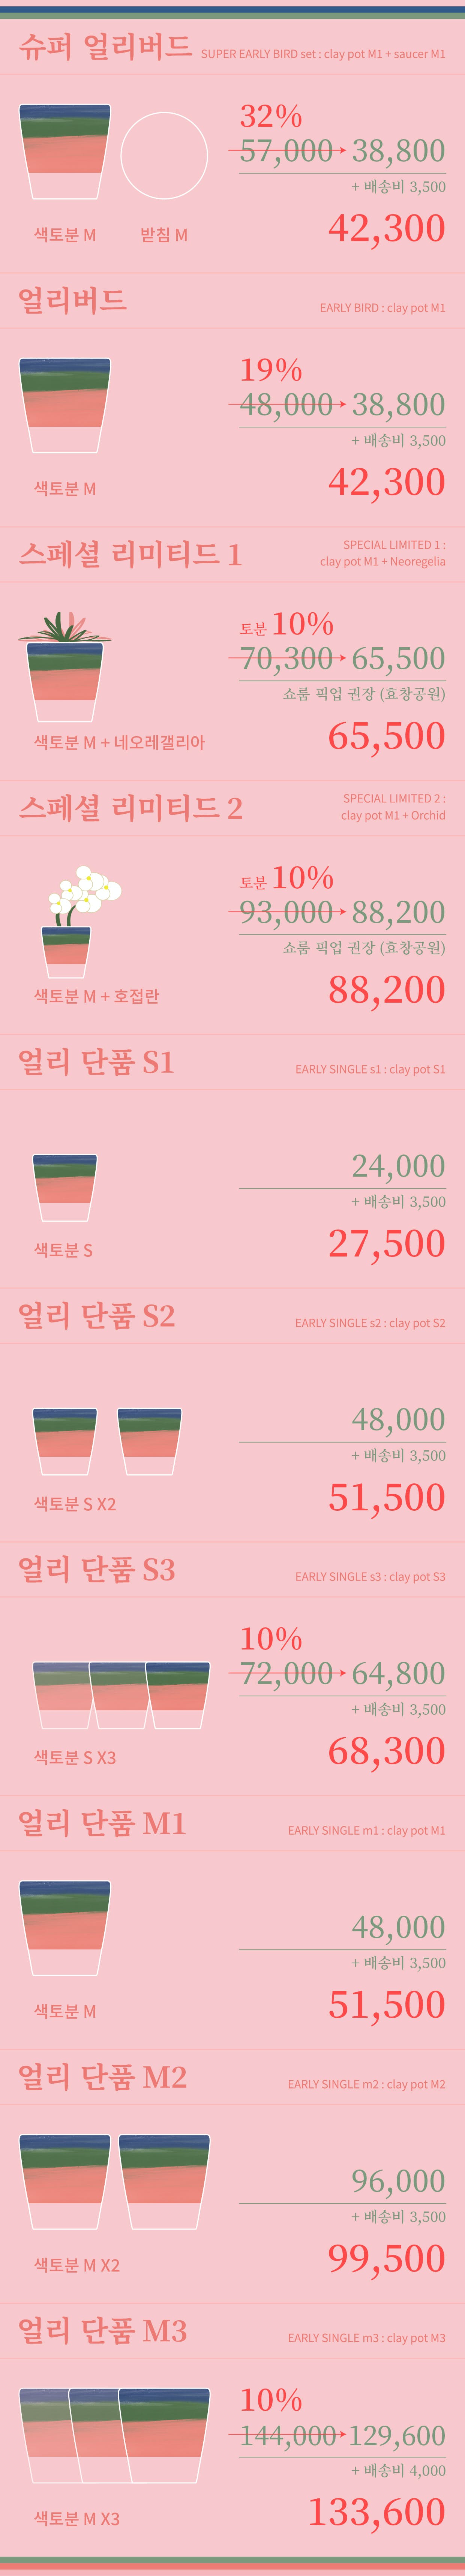 슈퍼 얼리버드 SUPER EARLY BIRD set : clay pot M1 + saucer M1
32%
57,000 38,800
+ 배송비 3,500
42,300
색토분 M 받침 M
얼리버드 EARLY BIRD : clay pot M1
19%
48,000 38,800
+ 배송비 3,500
42,300
색토분 M
스페셜 리미티드 1 SPECIAL LIMITED 1 :
clay pot M1 + Neoregelia
토분 10%
70,300 65,500
쇼룸 픽업 권장 (효창공원)
65,500
색토분 M + 네오레갤리아
스페셜 리미티드 2 SPECIAL LIMITED 2 :
clay pot M1 + Orchid
토분 10%
93,000 88,200
쇼룸 픽업 권장 (효창공원)
88,200
색토분 M + 호접란
얼리 단품 S1 EARLY SINGLE s1 : clay pot S1
24,000
+ 배송비 3,500
27,500
색토분 S
얼리 단품 S2 EARLY SINGLE s2 : clay pot S2
48,000
+ 배송비 3,500
51,500
색토분 S X2
얼리 단품 S3 EARLY SINGLE s3 : clay pot S3
10%
72,000 64,800
+ 배송비 3,500
68,300
색토분 S X3
얼리 단품 M1 EARLY SINGLE m1 : clay pot M1
48,000
+ 배송비 3,500
51,500
색토분 M
얼리 단품 M2 EARLY SINGLE m2 : clay pot M2
96,000
+ 배송비 3,500
99,500
색토분 M X2
얼리 단품 M3 EARLY SINGLE m3 : clay pot M3
10%
144,000 129,600
+ 배송비 4,000
133,600
색토분 M X3